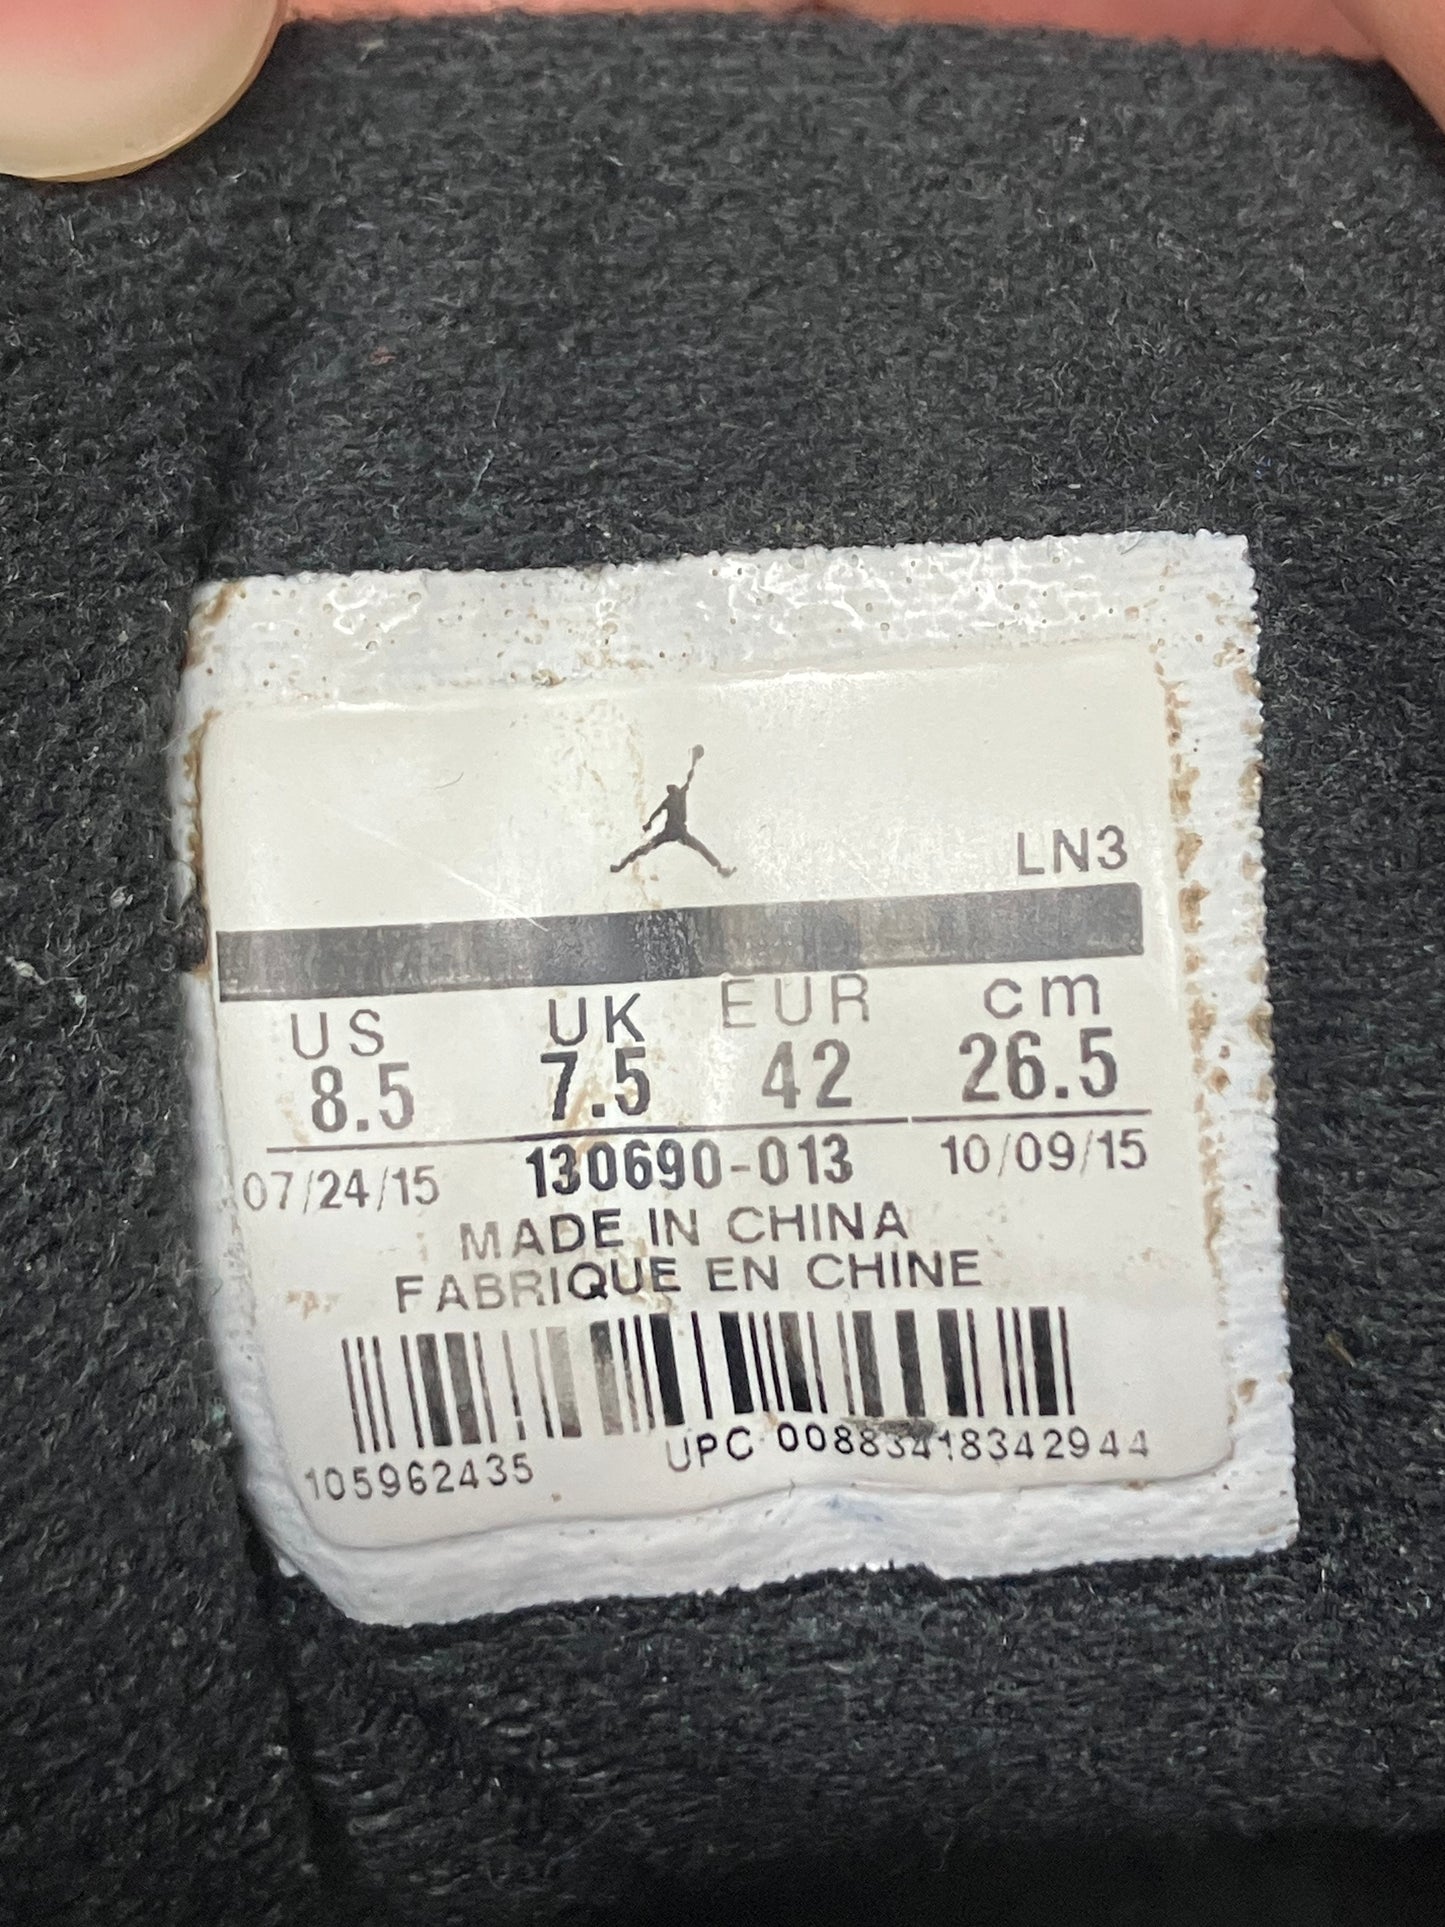 LN3
US UK EUR cm
8.5 7.5 42 26.5
07/24/15 130690-013 10/09/15
MADE IN CHINA
FABRIQUE EN CHINE
105962435 UPC 00883418342944